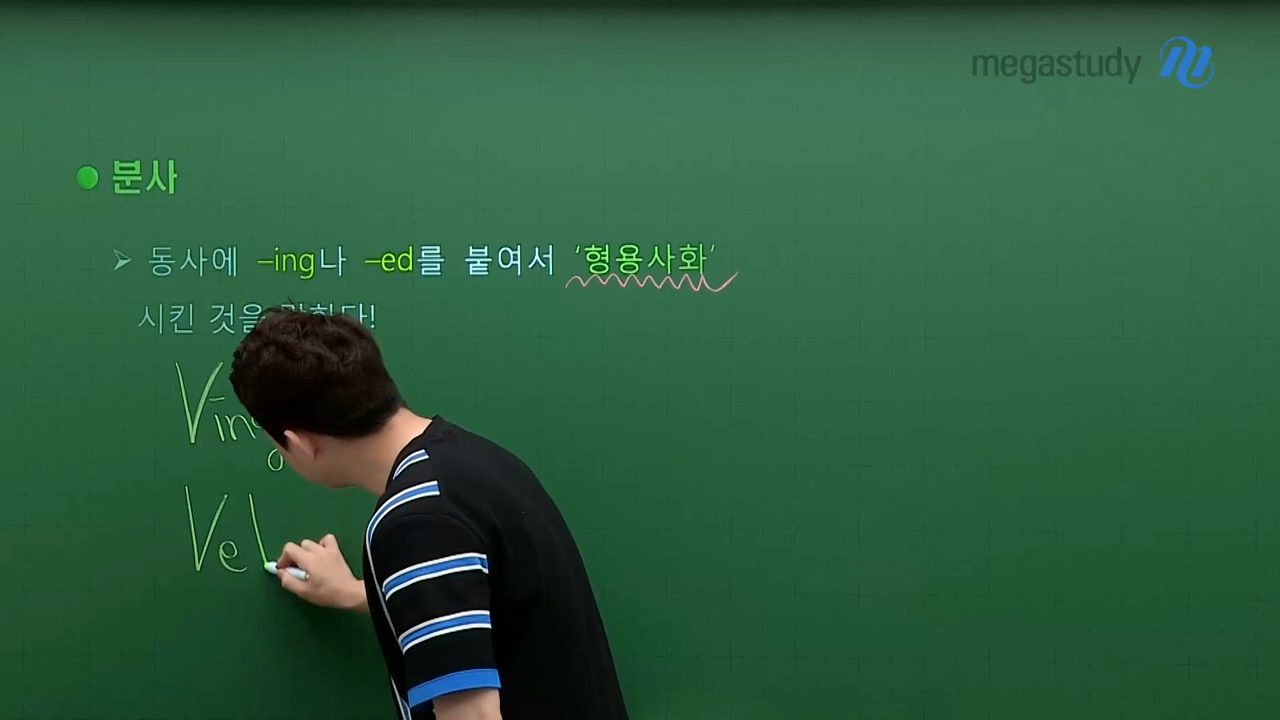 megastudy
분사
동사에 –ing나 –ed를 붙여서 '형용사화'
시킨 것을